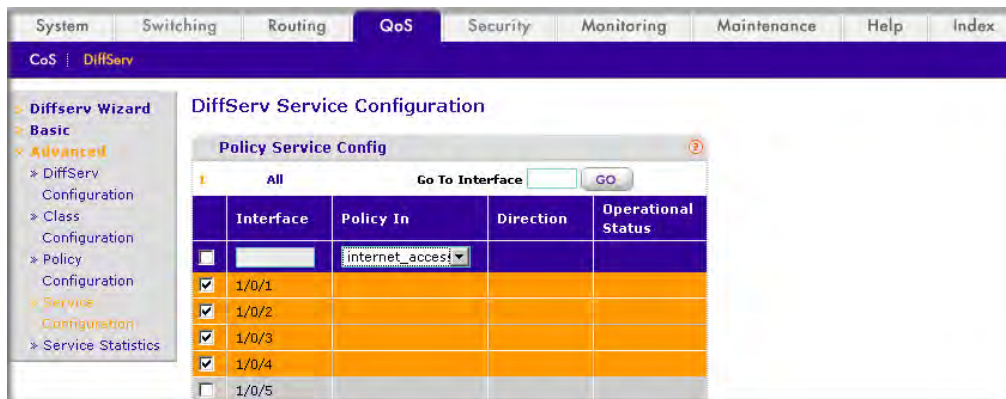 System Switching Routing QoS Security Monitoring Maintenance Help Index
CoS DiffServ
Diffserv Wizard
Basic
Advanced
» DiffServ
Configuration
» Class
Configuration
» Policy
Configuration
» Service
Configuration
» Service Statistics
DiffServ Service Configuration
Policy Service Config ?
1 All Go To Interface GO
Interface Policy In Direction Operational
Status
internet_acces
1/0/1
1/0/2
1/0/3
1/0/4
1/0/5